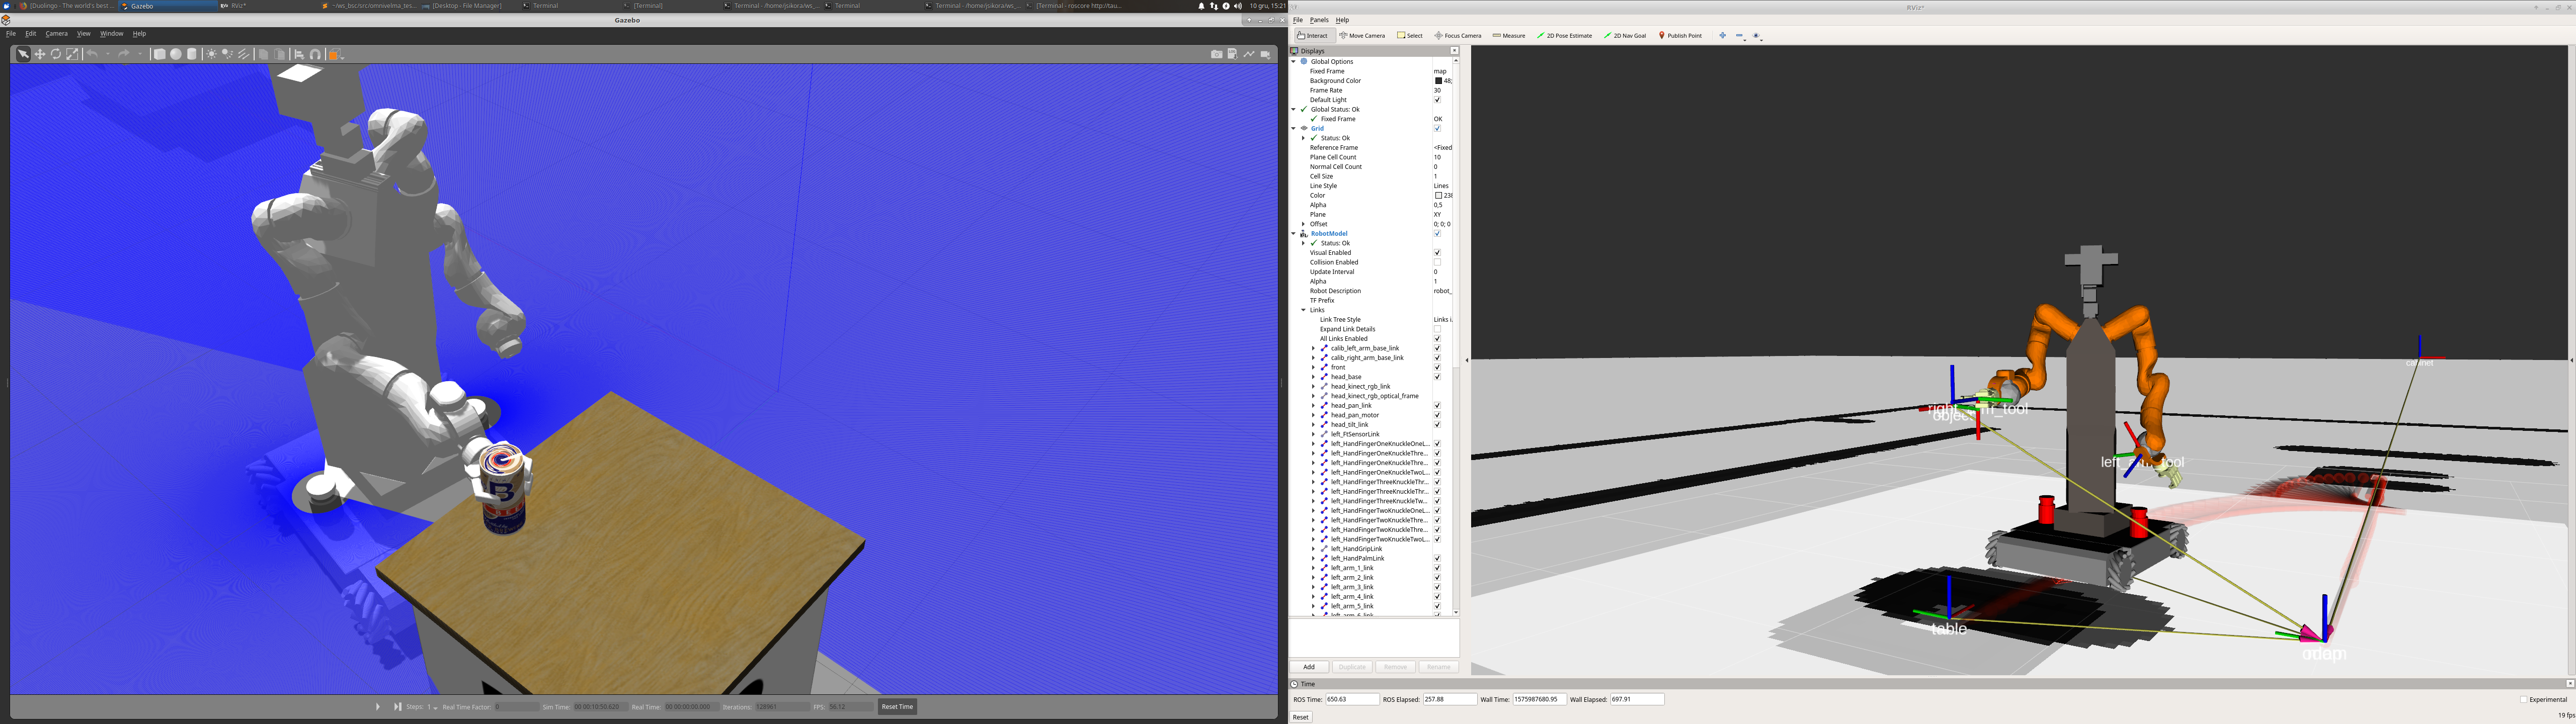 [Duolingo - The world's best ...
Gazebo
RViz*
~/ws_bsc/src/omnivelma_tes...
[Desktop - File Manager]
Terminal
[Terminal]
Terminal - /home/jsikora/ws_...
Terminal
Terminal - /home/jsikora/ws_...
[Terminal - roscore http://tau...
10 gru, 15:21
Gazebo
File Edit Camera View Window Help
B
Steps: 1 Real Time Factor: 0 Sim Time: 00 00:10:50.620 Real Time: 00 00:00:00.000 Iterations: 128961 FPS: 56.12 Reset Time
RViz*
File Panels Help
Interact Move Camera Select Focus Camera Measure 2D Pose Estimate 2D Nav Goal Publish Point
Displays
Global Options
Fixed Frame map
Background Color 48;
Frame Rate 30
Default Light
Global Status: Ok
Fixed Frame OK
Grid
Status: Ok
Reference Frame <Fixed
Plane Cell Count 10
Normal Cell Count 0
Cell Size 1
Line Style Lines
Color 238
Alpha 0,5
Plane XY
Offset 0; 0; 0
RobotModel
Status: Ok
Visual Enabled
Collision Enabled
Update Interval 0
Alpha 1
Robot Description robot_
TF Prefix
Links
Link Tree Style Links i
Expand Link Details
All Links Enabled
calib_left_arm_base_link
calib_right_arm_base_link
front
head_base
head_kinect_rgb_link
head_kinect_rgb_optical_frame
head_pan_link
head_pan_motor
head_tilt_link
left_FtSensorLink
left_HandFingerOneKnuckleOneL...
left_HandFingerOneKnuckleThre...
left_HandFingerOneKnuckleThre...
left_HandFingerOneKnuckleTwoL...
left_HandFingerThreeKnuckleThr...
left_HandFingerThreeKnuckleThr...
left_HandFingerThreeKnuckleTw...
left_HandFingerTwoKnuckleOneL...
left_HandFingerTwoKnuckleThre...
left_HandFingerTwoKnuckleThre...
left_HandFingerTwoKnuckleTwoL...
left_HandGripLink
left_HandPalmLink
left_arm_1_link
left_arm_2_link
left_arm_3_link
left_arm_4_link
left_arm_5_link
Add Duplicate Remove Rename
table
Time
ROS Time: 650.63 ROS Elapsed: 257.88 Wall Time: 1575987680.95 Wall Elapsed: 697.91 Experimental
Reset 19 fps